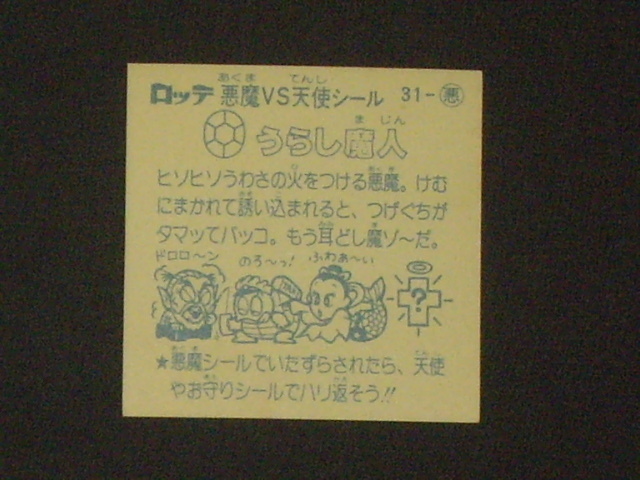 ロッテ 悪魔VS天使シール 31-悪
うらし魔人
ヒソヒソうわさの火をつける悪魔。けむ
にまかれて誘い込まれると、つげぐちが
タマッてバッコ。もう耳どし魔ゾ〜だ。
ドロロ〜ン のろ〜っ! ふわぁ〜い
?
★悪魔シールでいたずらされたら、天使
やお守りシールでハリ返そう!!